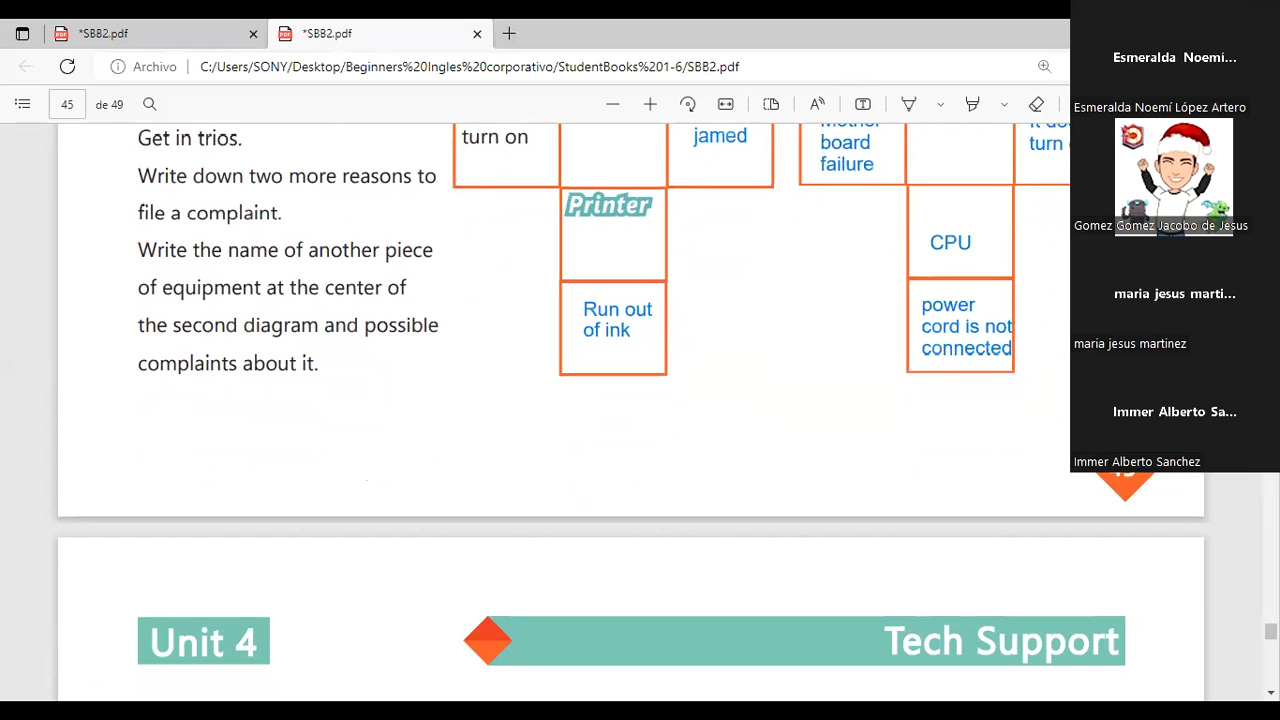 *SBB2.pdf
*SBB2.pdf
Archivo
C:/Users/SONY/Desktop/Beginners%20Ingles%20corporativo/StudentBooks%201-6/SBB2.pdf
45
de 49
Get in trios.
Write down two more reasons to
file a complaint.
Write the name of another piece
of equipment at the center of
the second diagram and possible
complaints about it.
turn on
jamed
board
failure
turn
Printer
CPU
Run out
of ink
power
cord is not
connected
Unit 4
Tech Support
Esmeralda Noemí...
Esmeralda Noemí López Artero
Gomez Gomez Jacobo de Jesus
maria jesus marti...
maria jesus martinez
Immer Alberto Sa...
Immer Alberto Sanchez